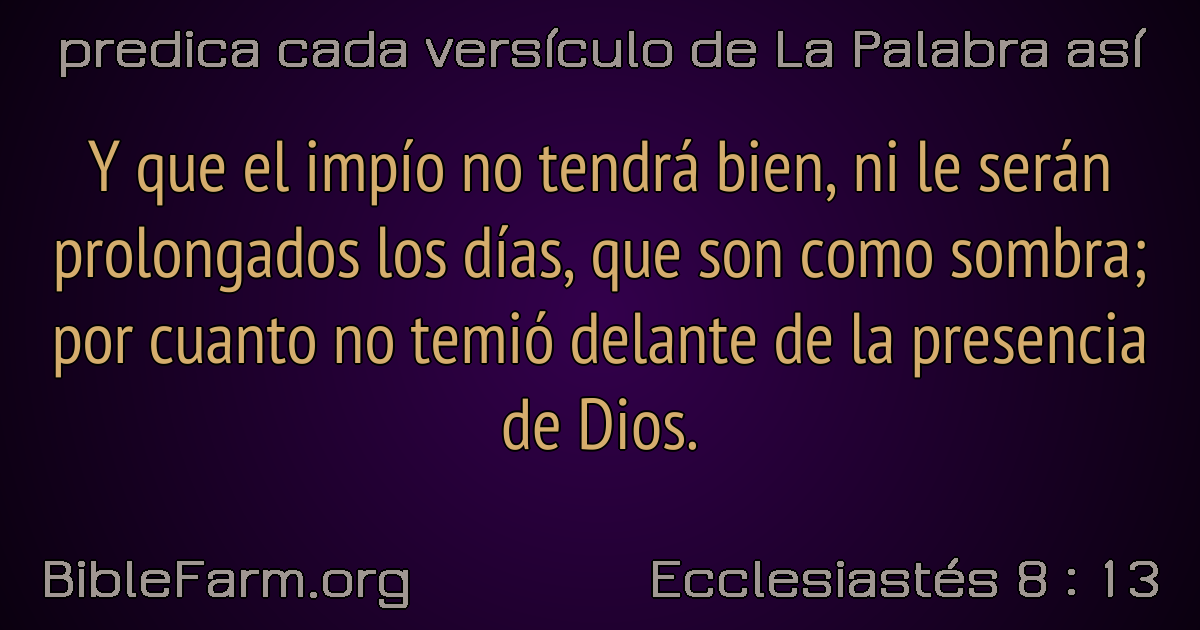 predica cada versículo de La Palabra así
Y que el impío no tendrá bien, ni le serán
prolongados los días, que son como sombra;
por cuanto no temió delante de la presencia
de Dios.
BibleFarm.org
Ecclesiastés 8 : 13